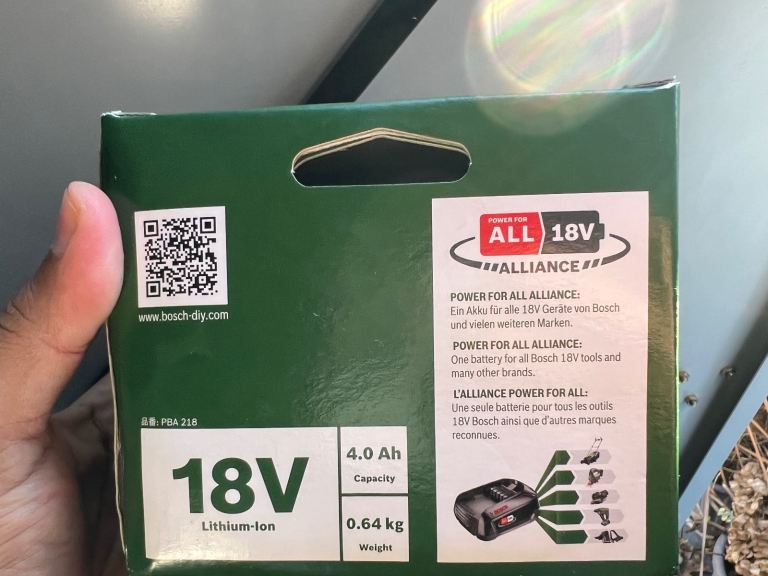 www.bosch-diy.com
品番: PBA 218
18V
Lithium-Ion
4.0 Ah
Capacity
0.64 kg
Weight
POWER FOR
ALL 18V
ALLIANCE
POWER FOR ALL ALLIANCE:
Ein Akku für alle 18V Geräte von Bosch
und vielen weiteren Marken.
POWER FOR ALL ALLIANCE:
One battery for all Bosch 18V tools and
many other brands.
L'ALLIANCE POWER FOR ALL:
Une seule batterie pour tous les outils
18V Bosch ainsi que d'autres marques
reconnues.
BOSCH